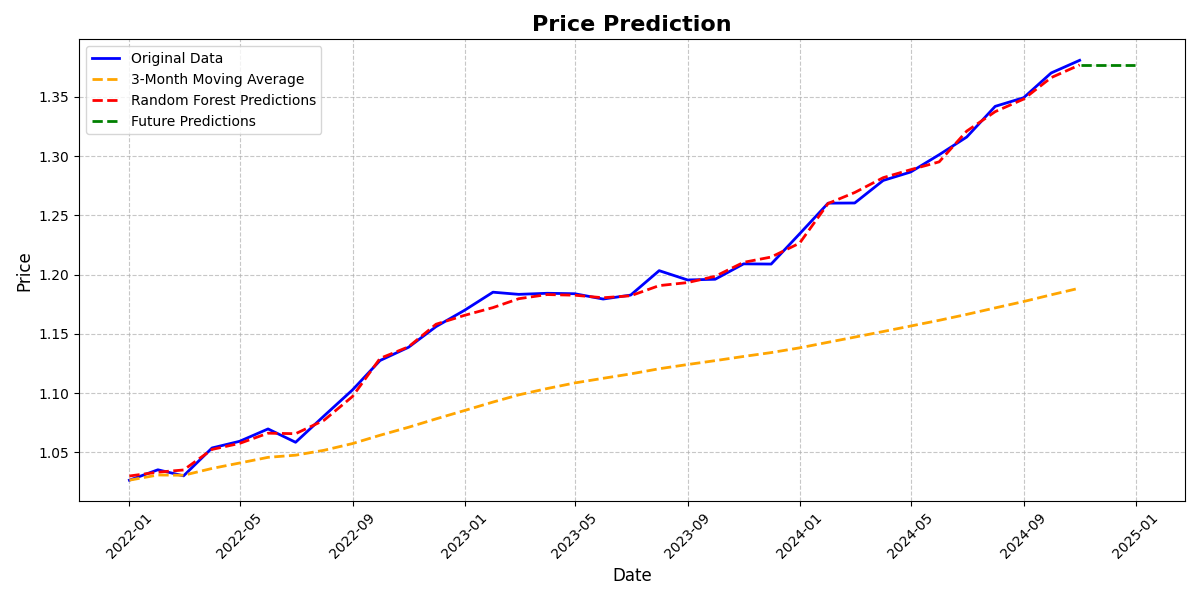 Price Prediction
Original Data
3-Month Moving Average
Random Forest Predictions
Future Predictions
Price
1.35
1.30
1.25
1.20
1.15
1.10
1.05
2022-01
2022-05
2022-09
2023-01
2023-05
2023-09
2024-01
2024-05
2024-09
2025-01
Date